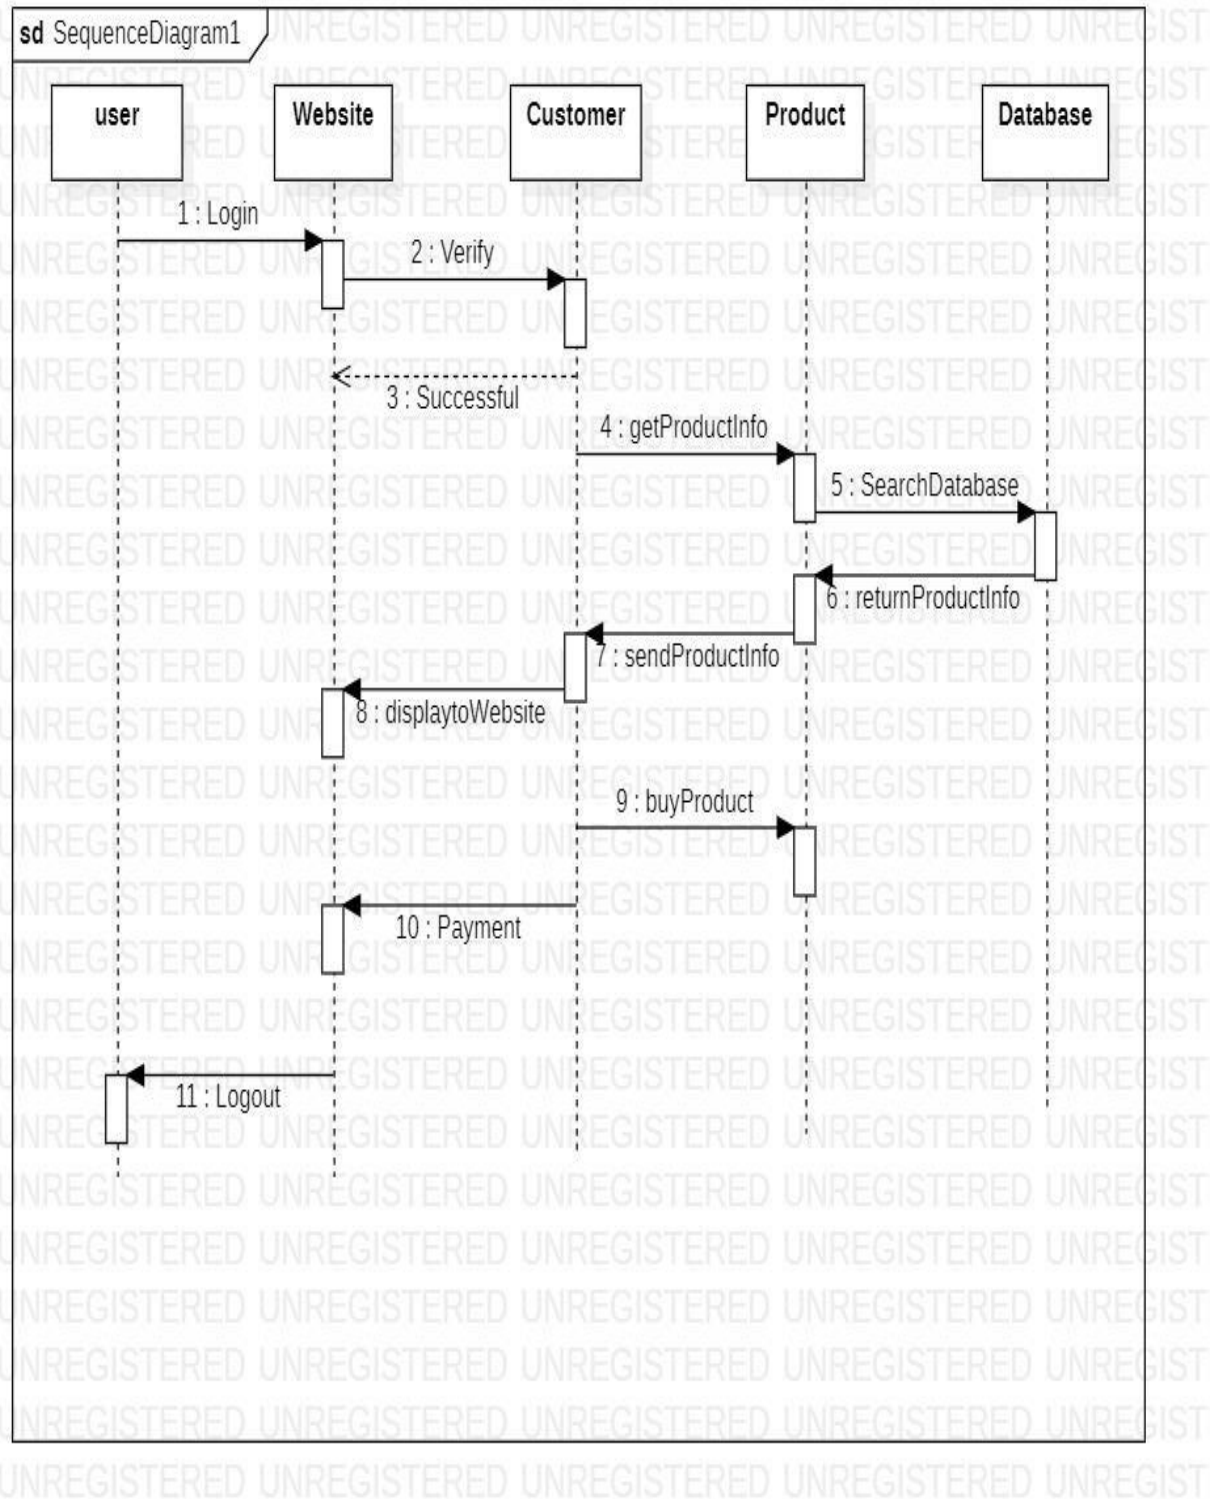 sd SequenceDiagram1
user
Website
Customer
Product
Database
1 : Login
2 : Verify
3 : Successful
4 : getProductInfo
5 : SearchDatabase
6 : returnProductInfo
7 : sendProductInfo
8 : displaytoWebsite
9 : buyProduct
10 : Payment
11 : Logout
UNREGISTERED UNREGISTERED UNREGISTERED UNREGISTERED UNREGIST